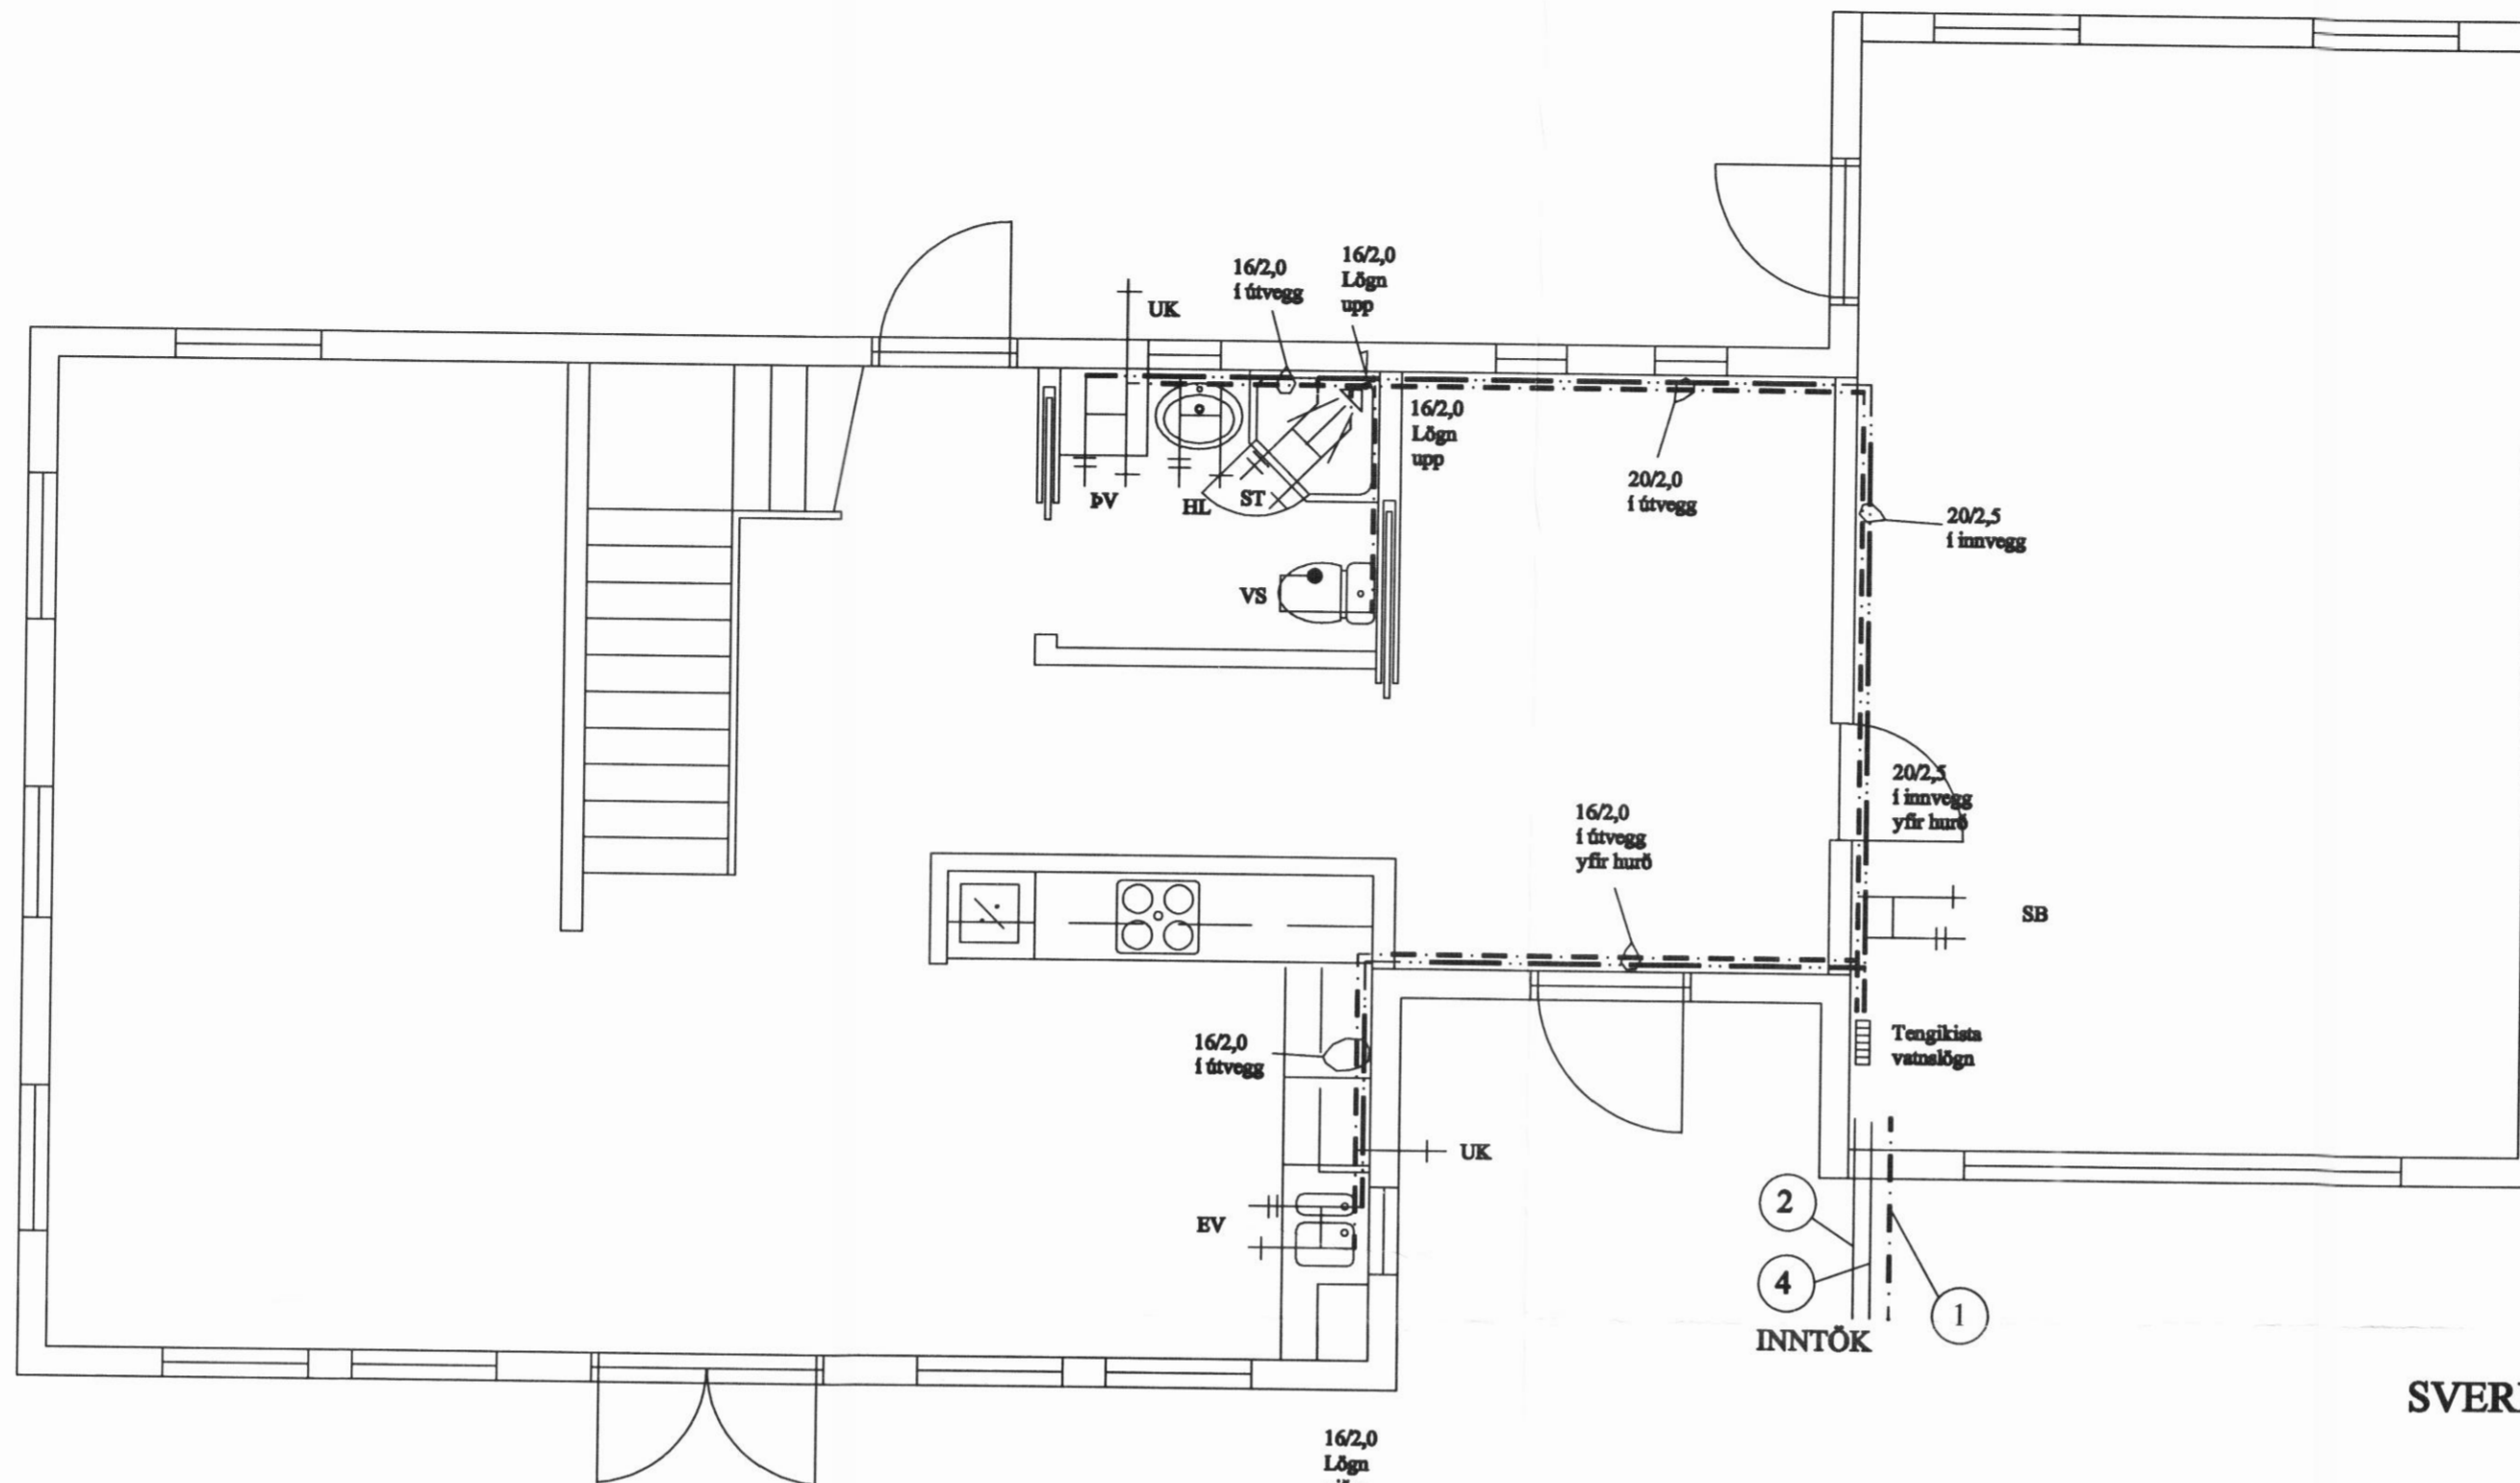 16/2,0
í útvegg
16/2,0
Lögn
upp
UK
16/2,0
Lögn
upp
20/2,0
í útvegg
ÞV
HL
ST
20/2,5
í innvegg
VS
20/2,5
í innvegg
yfir hurð
16/2,0
í útvegg
yfir hurð
SB
16/2,0
í útvegg
Tengikista
vatnslögn
UK
EV
2
4
1
INNTÖK
16/2,0
Lögn